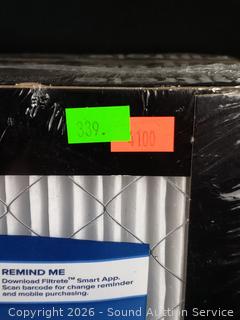 339.
4100
REMIND ME
Download Filtrete™ Smart App.
Scan barcode for change reminder
and mobile purchasing.
Copyright 2026 - Sound Auction Service